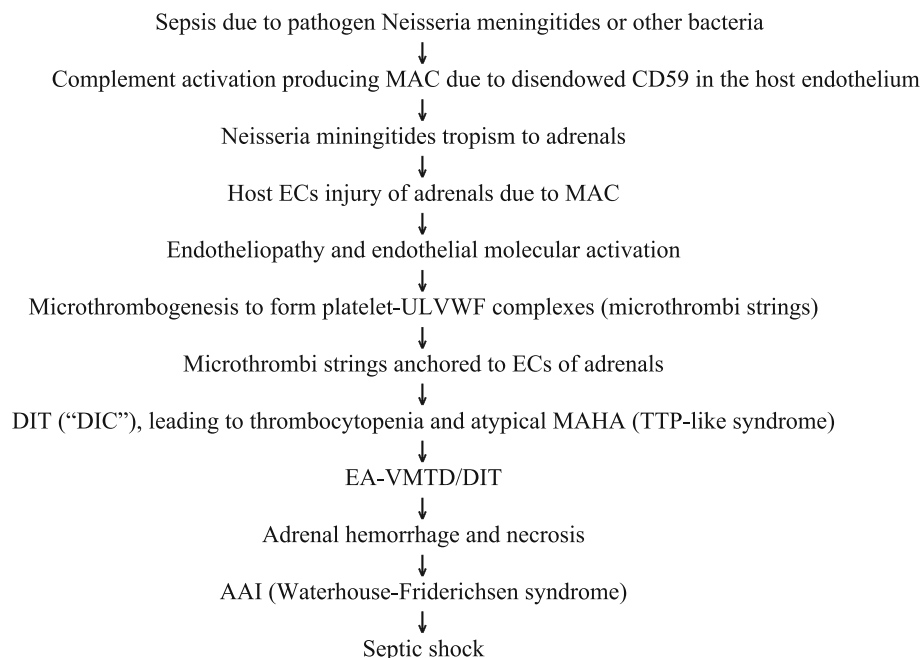 Sepsis due to pathogen Neisseria meningitides or other bacteria
Complement activation producing MAC due to disendowed CD59 in the host endothelium
Neisseria miningitides tropism to adrenals
Host ECs injury of adrenals due to MAC
Endotheliopathy and endothelial molecular activation
Microthrombogenesis to form platelet-ULVWF complexes (microthrombi strings)
Microthrombi strings anchored to ECs of adrenals
DIT (“DIC”), leading to thrombocytopenia and atypical MAHA (TTP-like syndrome)
EA-VMTD/DIT
Adrenal hemorrhage and necrosis
AAI (Waterhouse-Friderichsen syndrome)
Septic shock